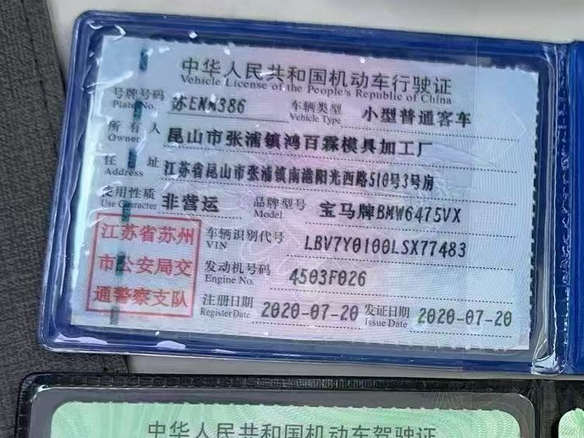 中华人民共和国机动车行驶证
Vehicle License of the People's Republic of China
号牌号码 苏ENM386 车辆类型 小型普通客车
Plate No. Vehicle Type
所有人 昆山市张浦镇鸿百霖模具加工厂
Owner
住址 江苏省昆山市张浦镇南港阳光西路510号3号房
Address
使用性质 非营运 品牌型号 宝马牌BMW6475VX
Use Character Model
江苏省苏州
市公安局交
通警察支队
车辆识别代号 LBV7Y0100LSX77483
VIN
发动机号码 4503F026
Engine No.
注册日期 2020-07-20 发证日期 2020-07-20
Register Date Issue Date
中华人民共和国机动车驾驶证